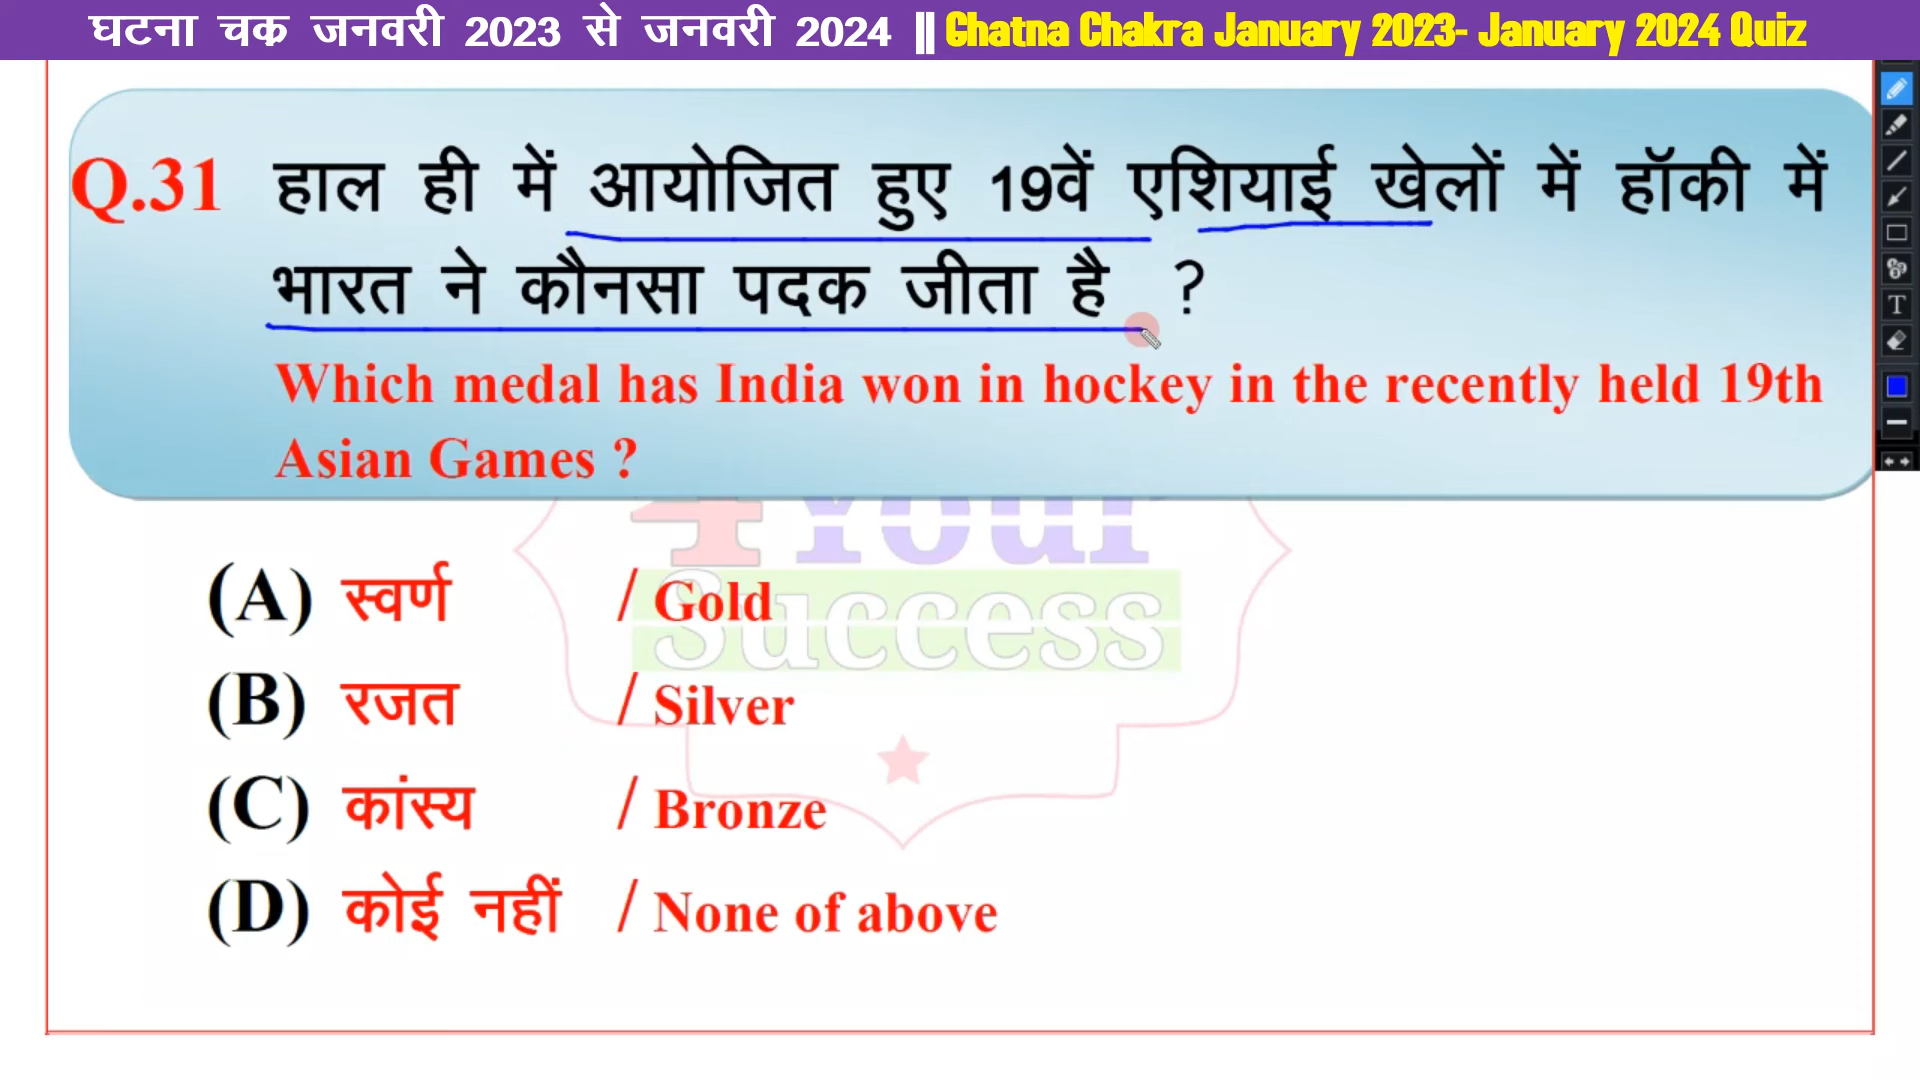 घटना चक्र जनवरी 2023 से जनवरी 2024 || Ghatna Chakra January 2023- January 2024 Quiz
Q.31 हाल ही में आयोजित हुए 19वें एशियाई खेलों में हॉकी में
भारत ने कौनसा पदक जीता है ?
Which medal has India won in hockey in the recently held 19th
Asian Games ?
4Your
Success
(A) स्वर्ण / Gold
(B) रजत / Silver
(C) कांस्य / Bronze
(D) कोई नहीं / None of above
T